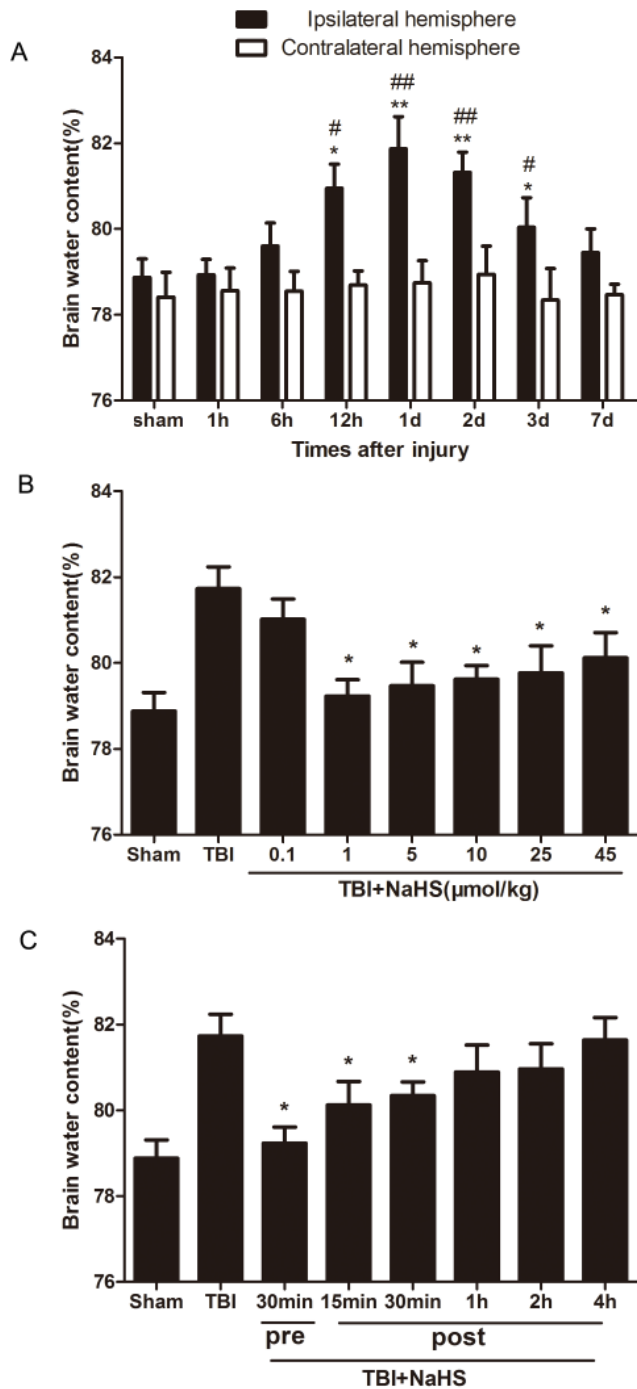 Ipsilateral hemisphere
Contralateral hemisphere
A
Brain water content(%)
84
82
80
78
76
#
*
##
**
##
**
#
*
sham 1h 6h 12h 1d 2d 3d 7d
Times after injury
B
Brain water content(%)
84
82
80
78
76
* * * * *
Sham TBI 0.1 1 5 10 25 45
TBI+NaHS(μmol/kg)
C
Brain water content(%)
84
82
80
78
76
* * *
Sham TBI 30min 15min 30min 1h 2h 4h
pre post
TBI+NaHS